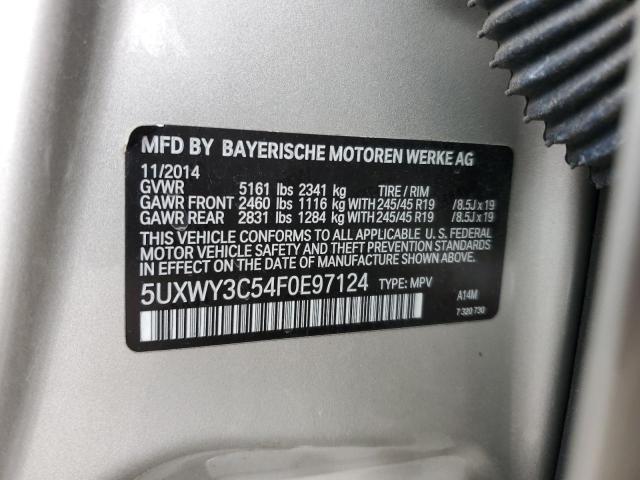 MFD BY BAYERISCHE MOTOREN WERKE AG
11/2014
GVWR 5161 lbs 2341 kg TIRE / RIM
GAWR FRONT 2460 lbs 1116 kg WITH 245/45 R19 /8.5J x 19
GAWR REAR 2831 lbs 1284 kg WITH 245/45 R19 /8.5J x 19
THIS VEHICLE CONFORMS TO ALL APPLICABLE U. S. FEDERAL
MOTOR VEHICLE SAFETY AND THEFT PREVENTION STANDARDS
IN EFFECT ON THE DATE OF MANUFACTURE
5UXWY3C54F0E97124 TYPE: MPV
A14M
7 320 730